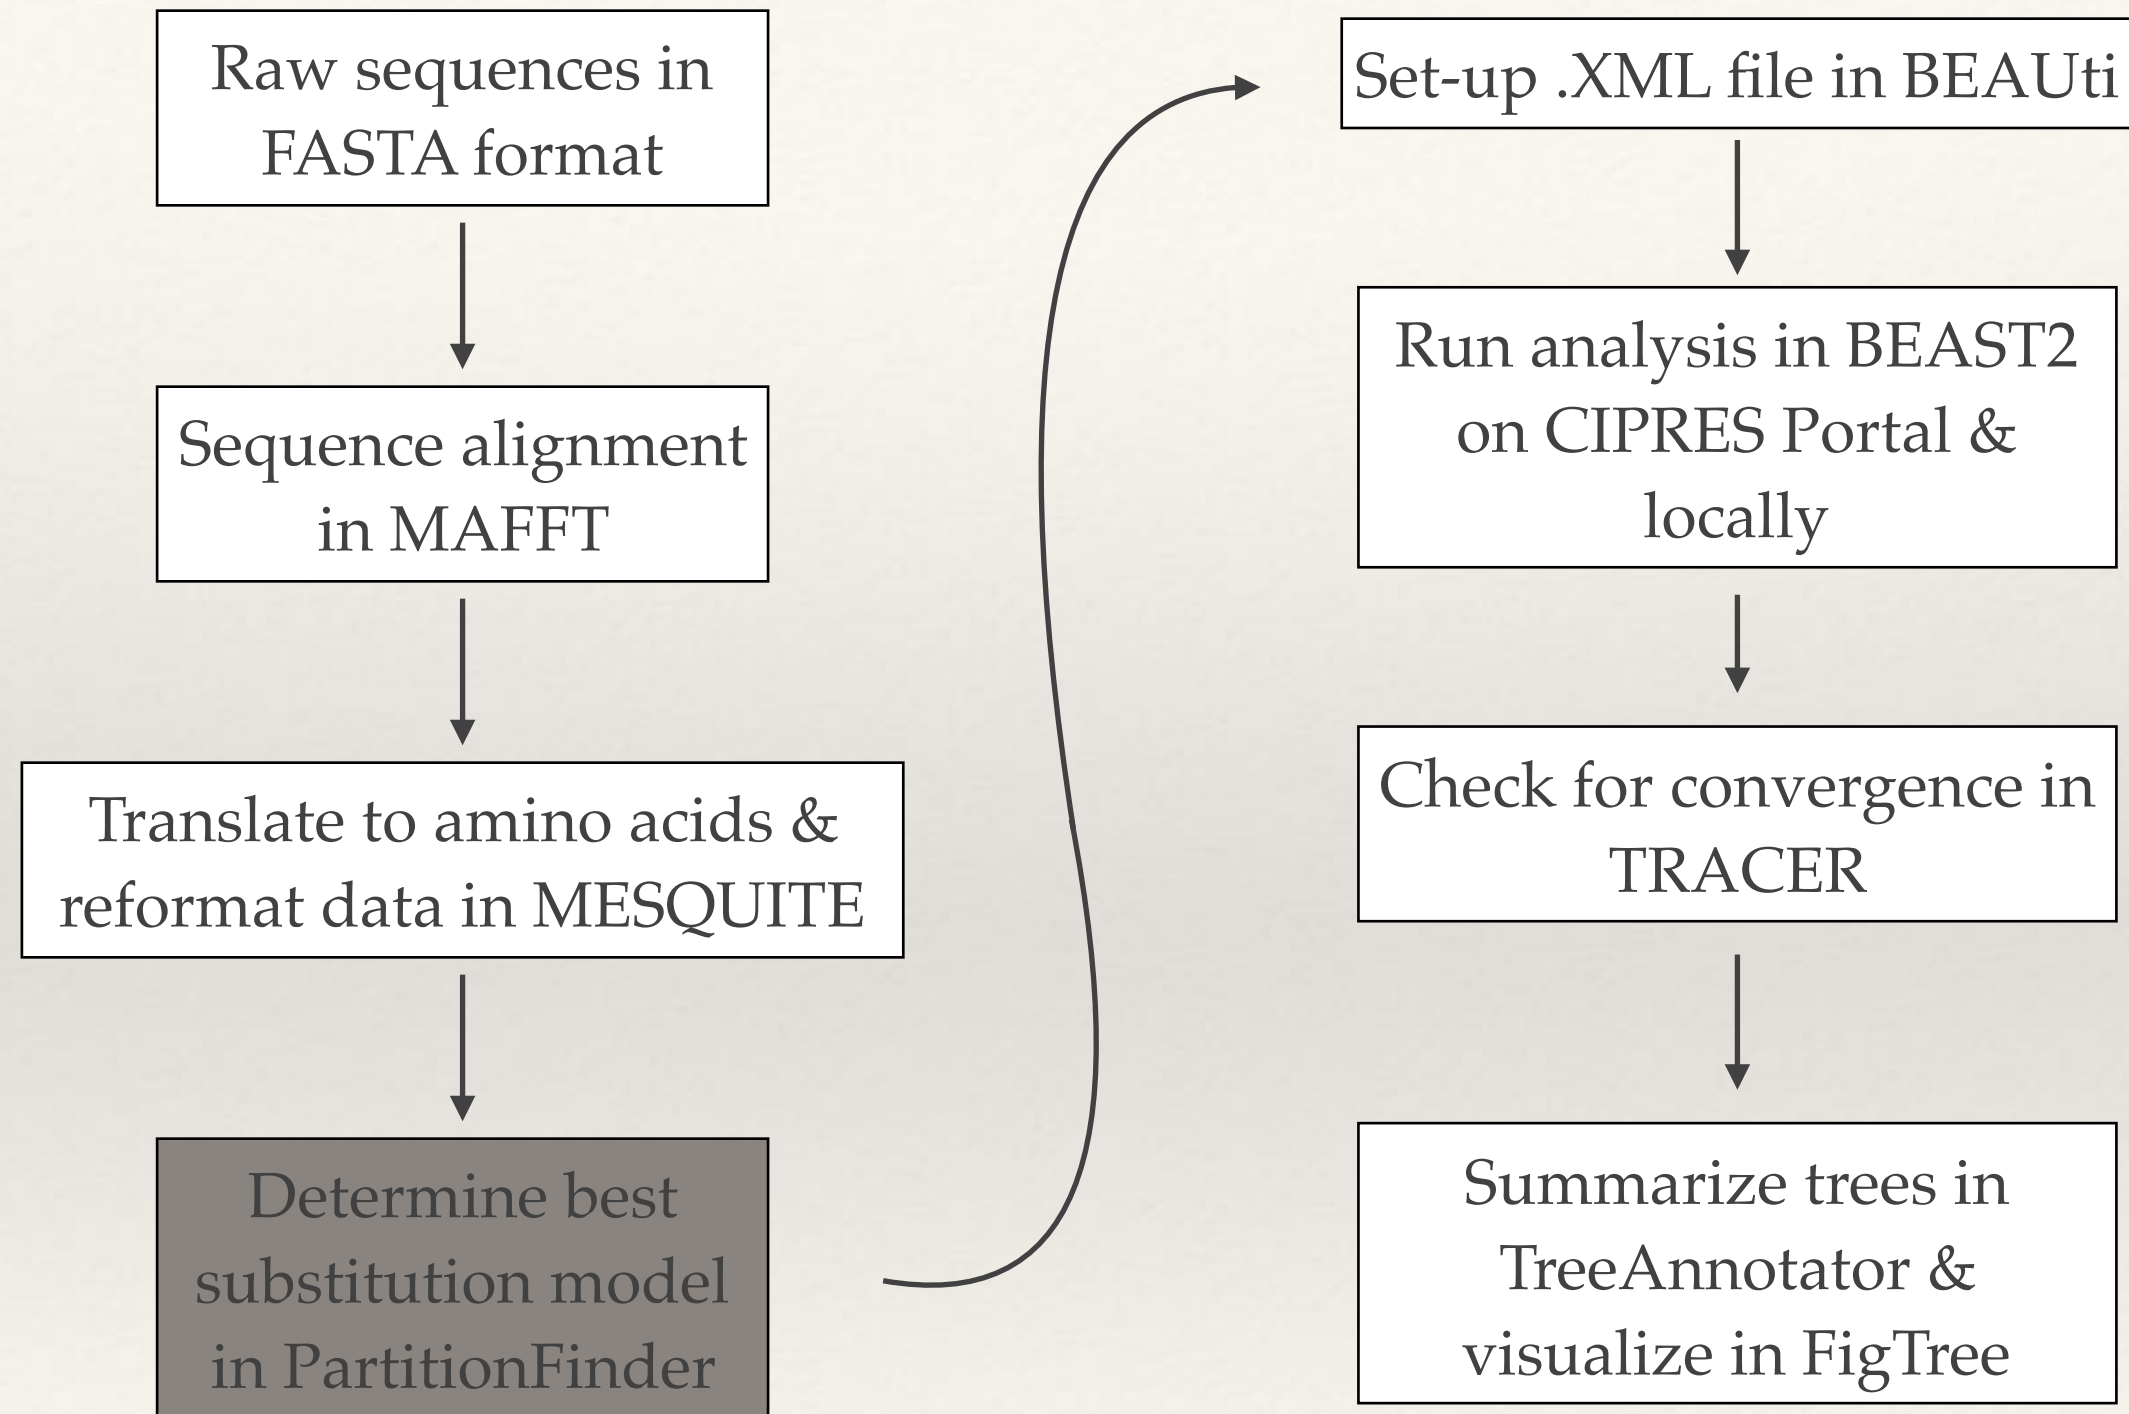 Raw sequences in
FASTA format
Sequence alignment
in MAFFT
Translate to amino acids &
reformat data in MESQUITE
Determine best
substitution model
in PartitionFinder
Set-up .XML file in BEAUti
Run analysis in BEAST2
on CIPRES Portal &
locally
Check for convergence in
TRACER
Summarize trees in
TreeAnnotator &
visualize in FigTree